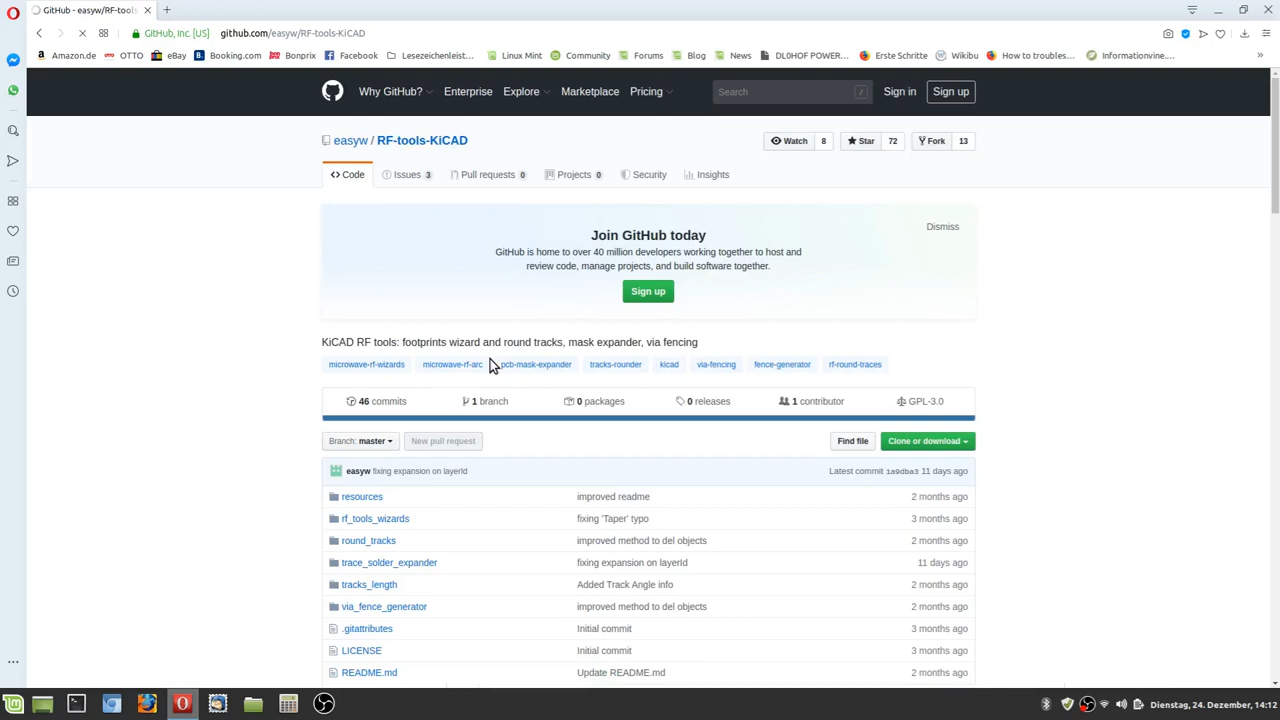 GitHub - easyw/RF-tools
GitHub, Inc. [US] github.com/easyw/RF-tools-KiCAD
Amazon.de OTTO eBay Booking.com Bonprix Facebook Lesezeichenleist... Linux Mint Community Forums Blog News DL0HOF POWER... Erste Schritte Wikibu How to troubles... Informationvine....
Why GitHub? Enterprise Explore Marketplace Pricing Search / Sign in Sign up
easyw / RF-tools-KiCAD Watch 8 Star 72 Fork 13
Code Issues 3 Pull requests 0 Projects 0 Security Insights
Dismiss
Join GitHub today
GitHub is home to over 40 million developers working together to host and
review code, manage projects, and build software together.
Sign up
KiCAD RF tools: footprints wizard and round tracks, mask expander, via fencing
microwave-rf-wizards microwave-rf-arc pcb-mask-expander tracks-rounder kicad via-fencing fence-generator rf-round-traces
46 commits 1 branch 0 packages 0 releases 1 contributor GPL-3.0
Branch: master New pull request Find file Clone or download
easyw fixing expansion on layerId Latest commit 1a9dba3 11 days ago
resources improved readme 2 months ago
rf_tools_wizards fixing 'Taper' typo 3 months ago
round_tracks improved method to del objects 2 months ago
trace_solder_expander fixing expansion on layerId 11 days ago
tracks_length Added Track Angle info 2 months ago
via_fence_generator improved method to del objects 2 months ago
.gitattributes Initial commit 3 months ago
LICENSE Initial commit 3 months ago
README.md Update README.md 2 months ago
Dienstag, 24. Dezember, 14:12